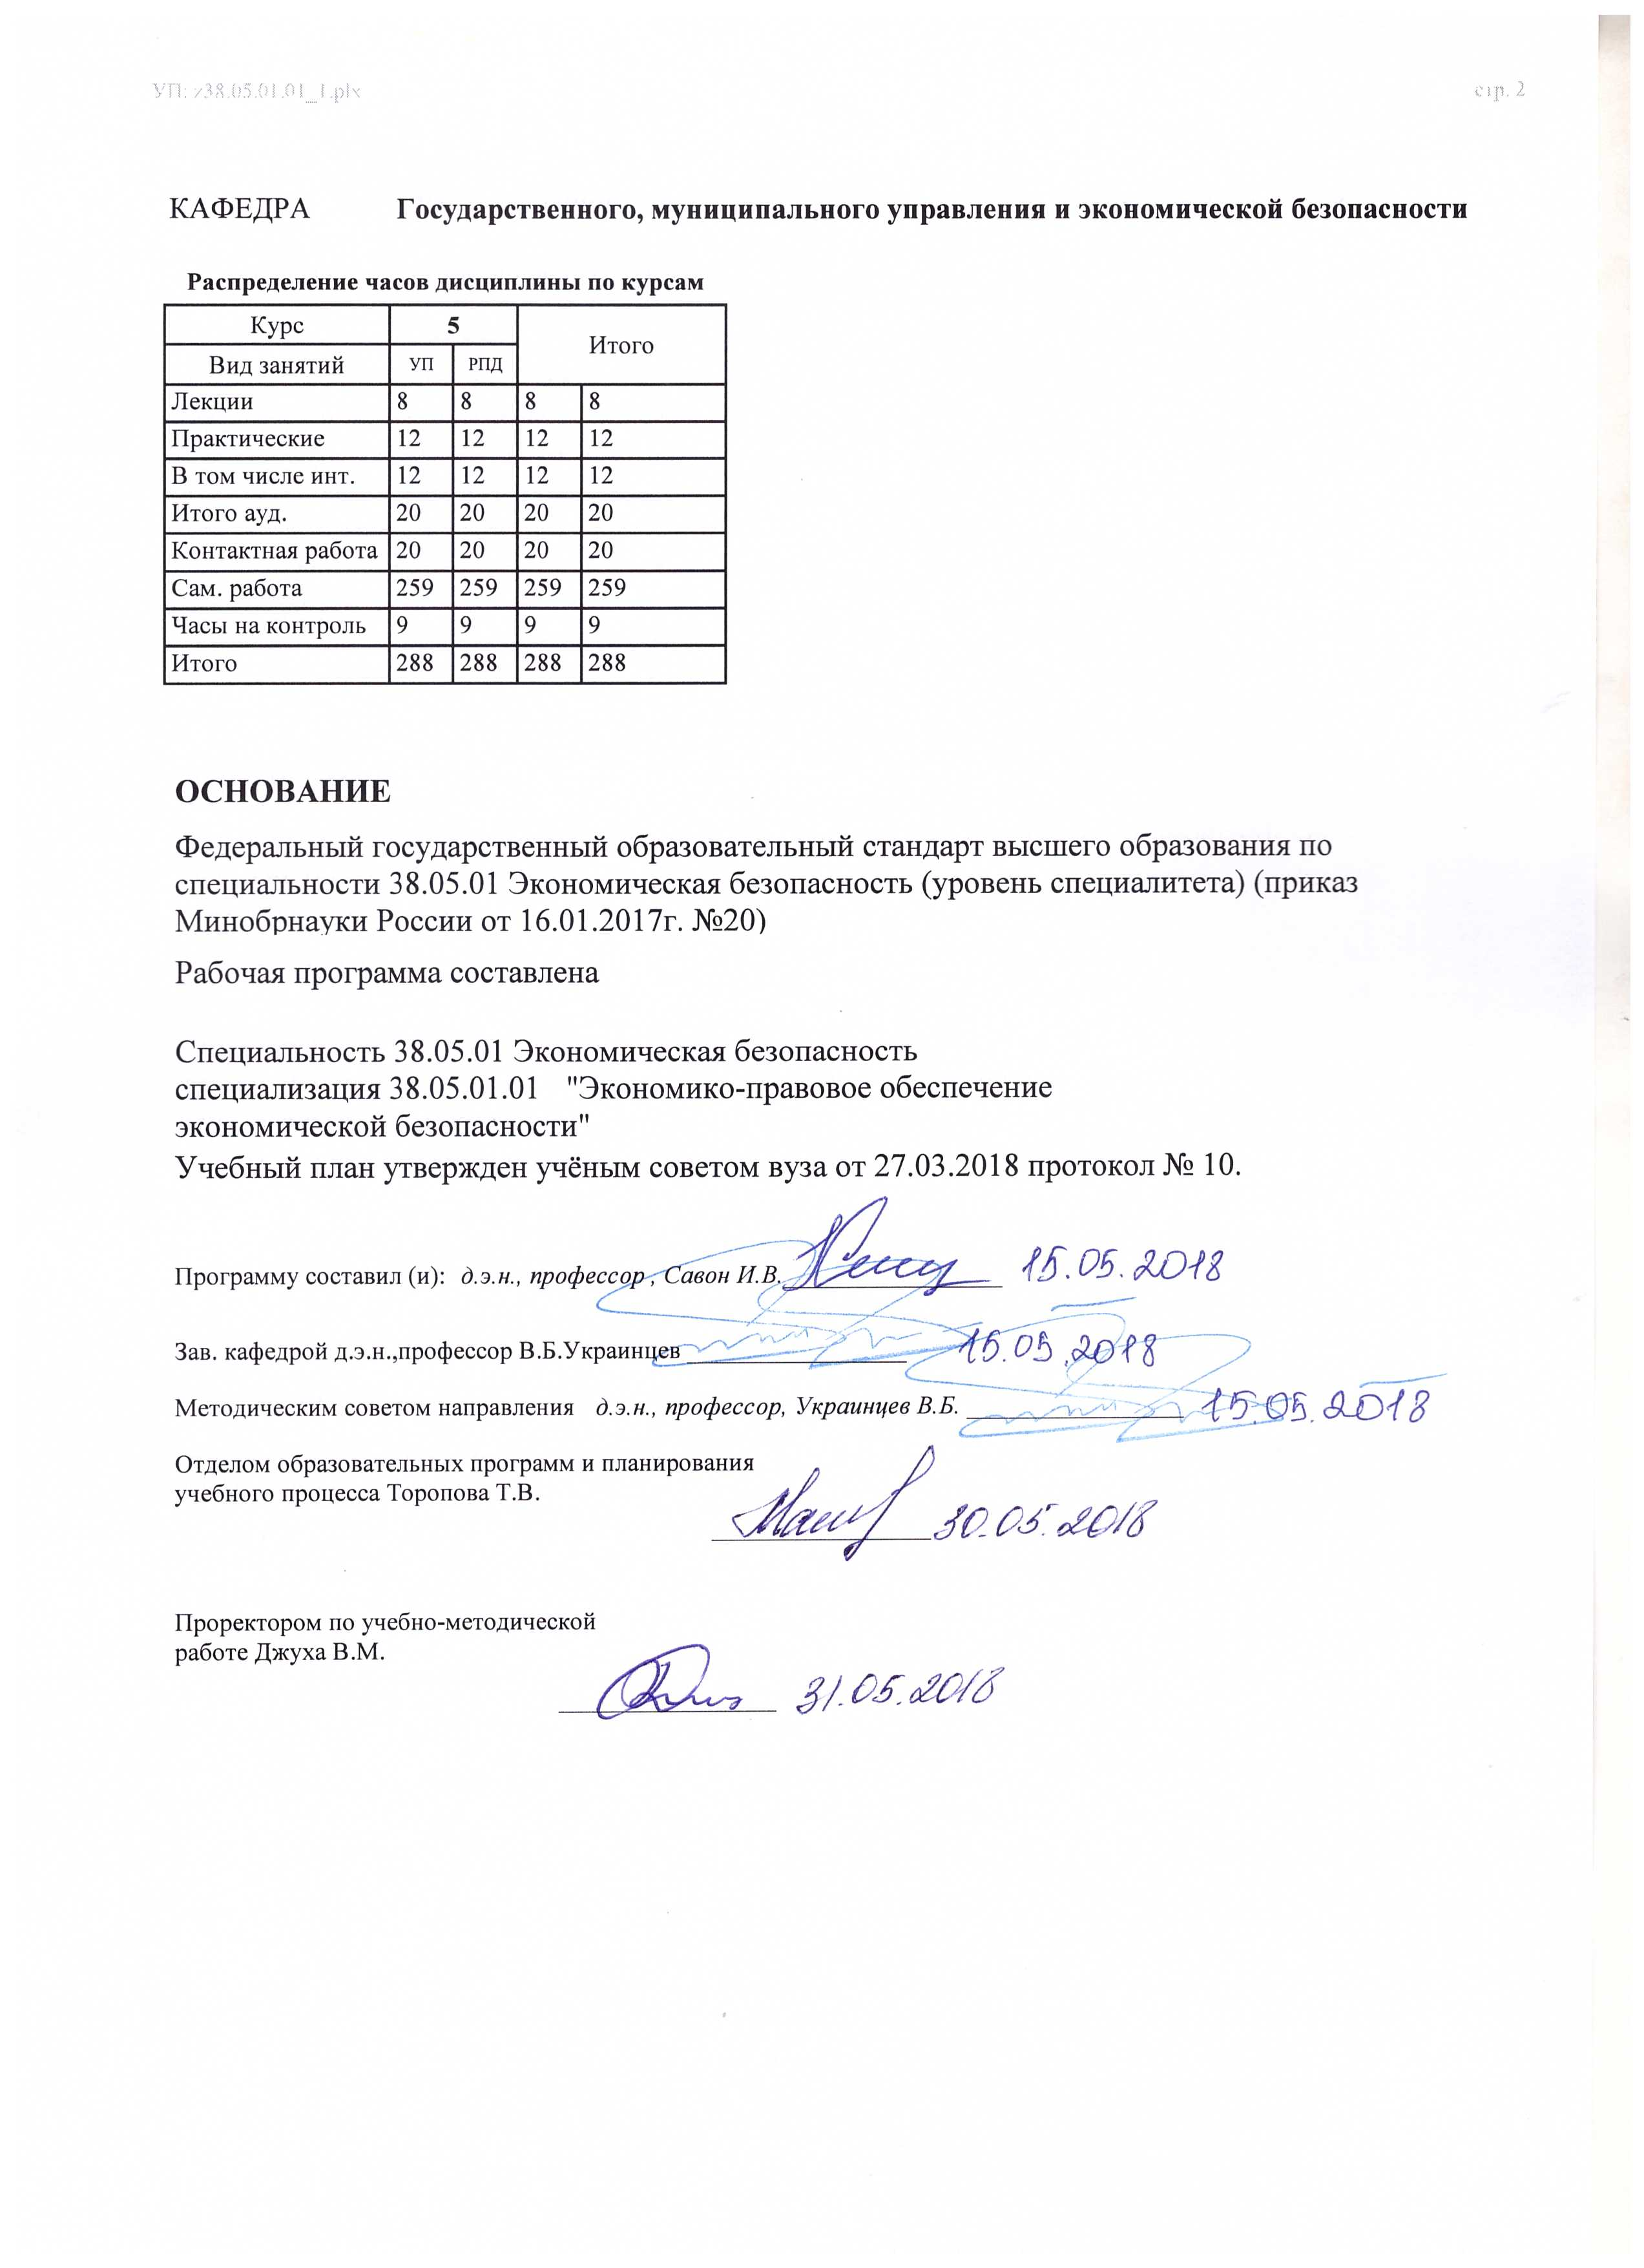 УП: z38.05.01.01_1.plx стр. 2
КАФЕДРА Государственного, муниципального управления и экономической безопасности
Распределение часов дисциплины по курсам
Курс 5 Итого
Вид занятий УП РПД
Лекции 8 8 8 8
Практические 12 12 12 12
В том числе инт. 12 12 12 12
Итого ауд. 20 20 20 20
Контактная работа 20 20 20 20
Сам. работа 259 259 259 259
Часы на контроль 9 9 9 9
Итого 288 288 288 288
ОСНОВАНИЕ
Федеральный государственный образовательный стандарт высшего образования по
специальности 38.05.01 Экономическая безопасность (уровень специалитета) (приказ
Минобрнауки России от 16.01.2017г. №20)
Рабочая программа составлена
Специальность 38.05.01 Экономическая безопасность
специализация 38.05.01.01 "Экономико-правовое обеспечение
экономической безопасности"
Учебный план утвержден учёным советом вуза от 27.03.2018 протокол № 10.
Программу составил (и): д.э.н., профессор , Савон И.В. 15.05.2018
Зав. кафедрой д.э.н.,профессор В.Б.Украинцев 15.05.2018
Методическим советом направления д.э.н., профессор, Украинцев В.Б. 15.05.2018
Отделом образовательных программ и планирования
учебного процесса Торопова Т.В.
30.05.2018
Проректором по учебно-методической
работе Джуха В.М.
31.05.2018